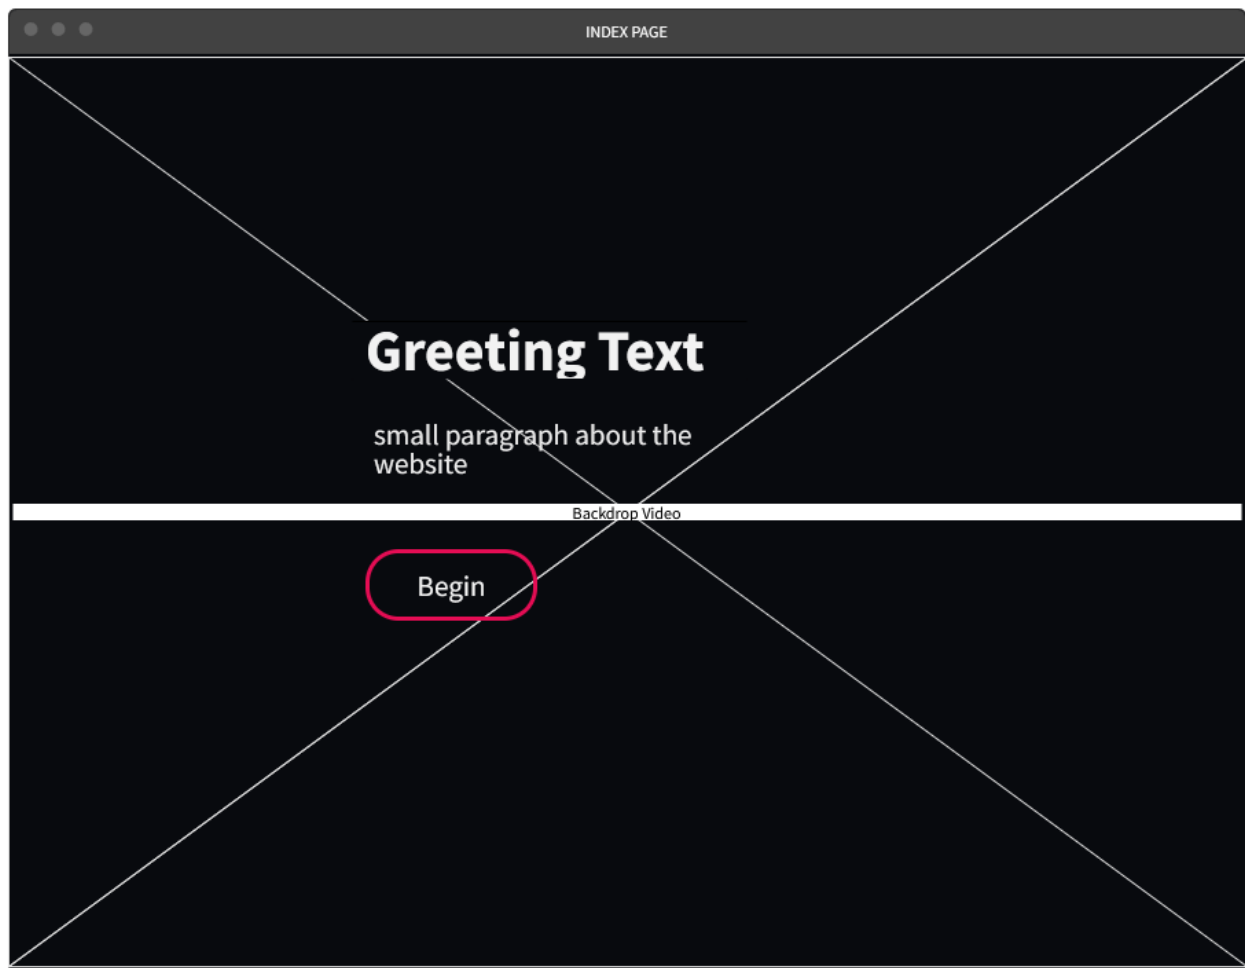 INDEX PAGE
Greeting Text
small paragraph about the
website
Backdrop Video
Begin